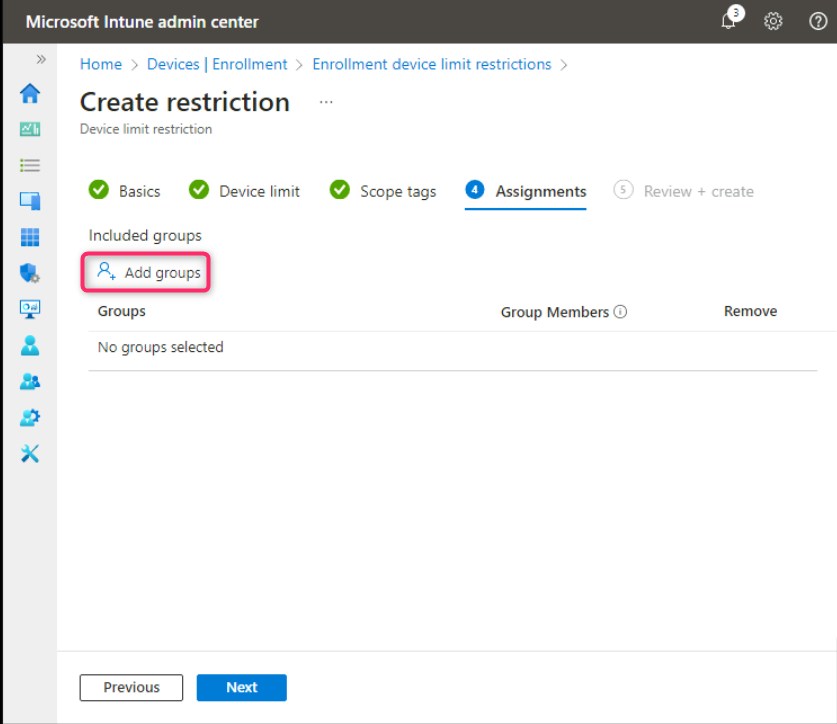 Microsoft Intune admin center
3
Home > Devices | Enrollment > Enrollment device limit restrictions >
Create restriction ...
Device limit restriction
Basics Device limit Scope tags 4 Assignments 5 Review + create
Included groups
Add groups
Groups Group Members Remove
No groups selected
Previous Next